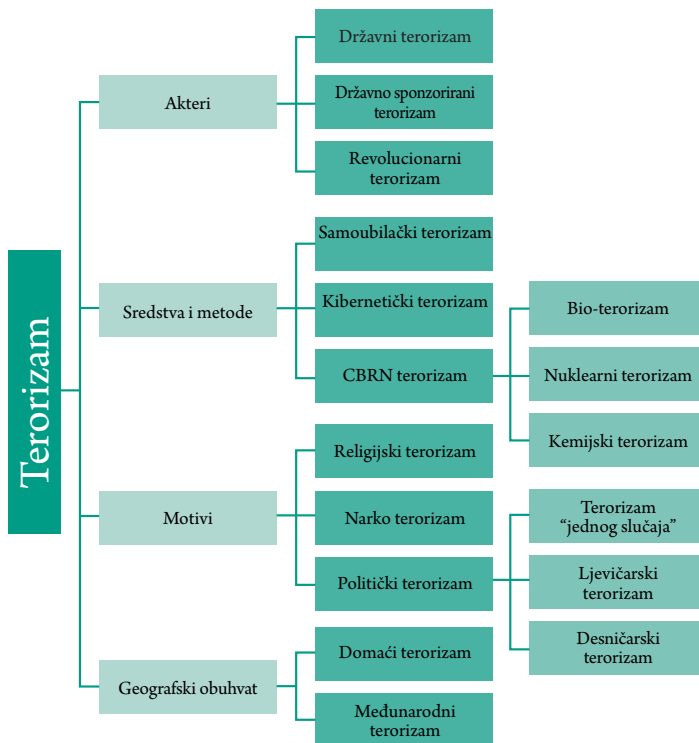 Terorizam
Akteri
Državni terorizam
Državno sponzorirani
terorizam
Revolucionarni
terorizam
Sredstva i metode
Samoubilački terorizam
Kibernetički terorizam
CBRN terorizam
Bio-terorizam
Nuklearni terorizam
Kemijski terorizam
Motivi
Religijski terorizam
Narko terorizam
Politički terorizam
Terorizam
“jednog slučaja”
Ljevičarski
terorizam
Desničarski
terorizam
Geografski obuhvat
Domaći terorizam
Međunarodni
terorizam